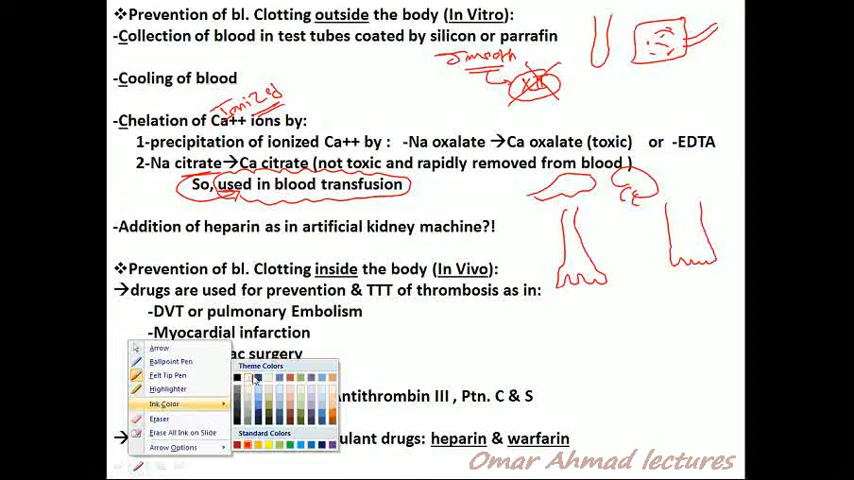 ❖Prevention of bl. Clotting outside the body (In Vitro):
-Collection of blood in test tubes coated by silicon or parrafin
Smooth
XII
-Cooling of blood
Ionized
-Chelation of Ca++ ions by:
1-precipitation of ionized Ca++ by : -Na oxalate →Ca oxalate (toxic) or -EDTA
2-Na citrate→Ca citrate (not toxic and rapidly removed from blood )
So, used in blood transfusion
-Addition of heparin as in artificial kidney machine?!
❖Prevention of bl. Clotting inside the body (In Vivo):
→drugs are used for prevention & TTT of thrombosis as in:
-DVT or pulmonary Embolism
-Myocardial infarction
ac surgery
Antithrombin III , Ptn. C & S
ulant drugs: heparin & warfarin
Arrow
Ballpoint Pen
Felt Tip Pen
Highlighter
Ink Color
Eraser
Erase All Ink on Slide
Arrow Options
Theme Colors
Standard Colors
Omar Ahmad lectures